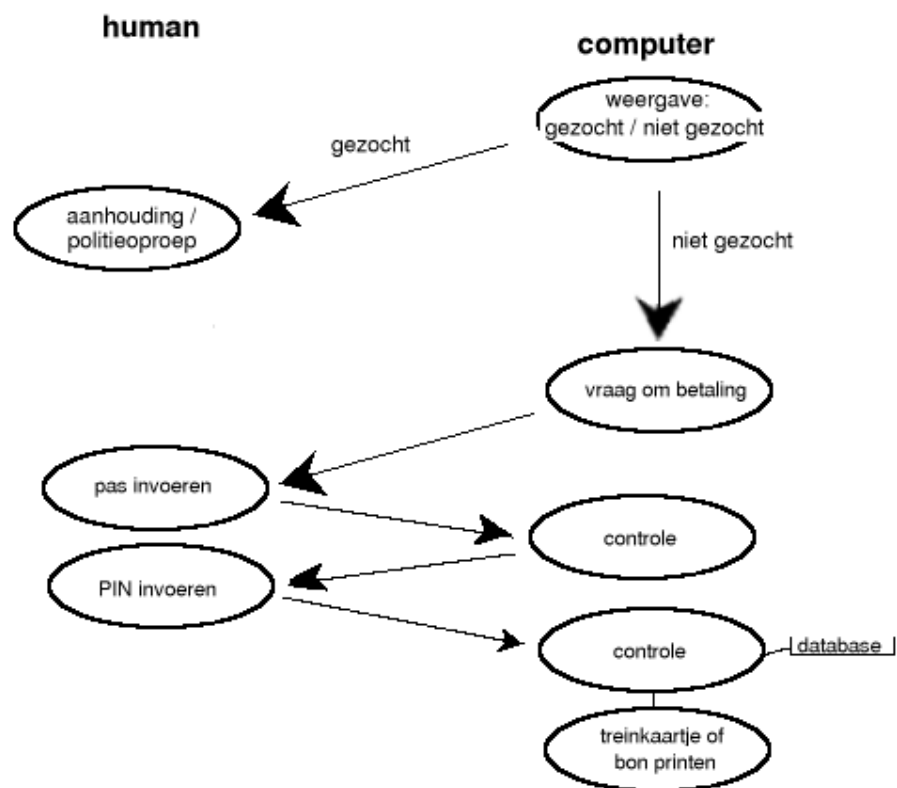 human
computer
weergave:
gezocht / niet gezocht
gezocht
aanhouding /
politieoproep
niet gezocht
vraag om betaling
pas invoeren
controle
PIN invoeren
controle
database
treinkaartje of
bon printen